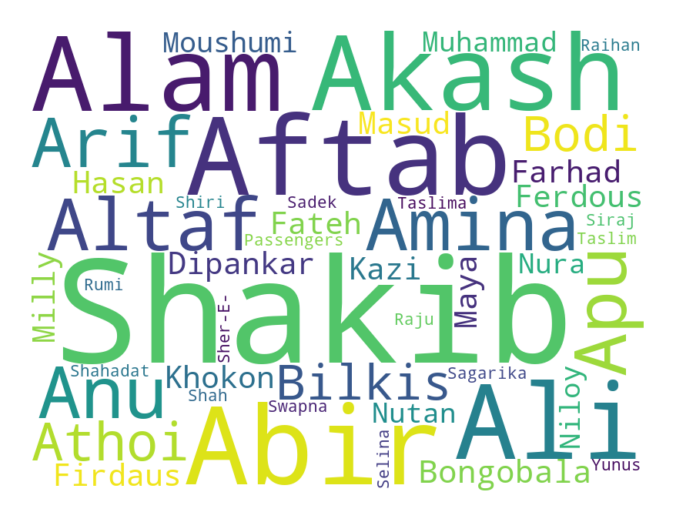 Alam
Moushumi
Akash
Muhammad
Raihan
Arif
Aftab
Masud
Bodi
Hasan
Farhad
Altaf
Shiri
Sadek
Taslima
Ferdous
Fateh
Amina
Siraj
Passengers
Taslim
Milly
Shakib
Dipankar
Kazi
Maya
Nura
Apu
Rumi
Sher-E-
Raju
Shahadat
Anu
Khokon
Bilkis
Sagarika
Shah
Swapna
Nutan
Ali
Niloy
Athoi
Abir
Selina
Firdaus
Bongobala
Yunus